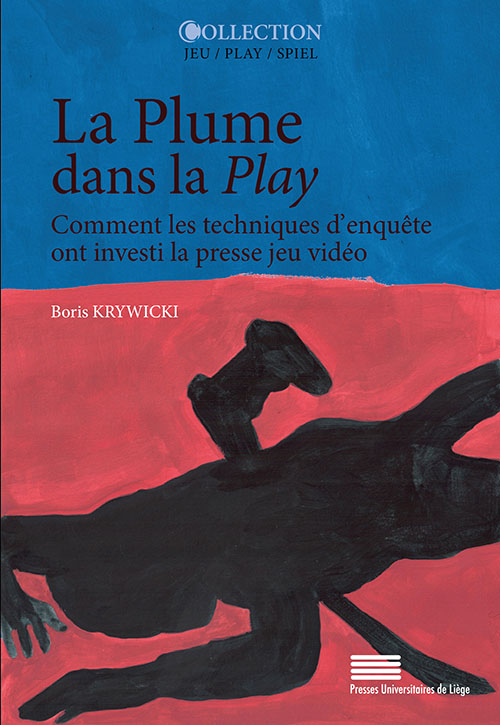 COLLECTION
JEU / PLAY / SPIEL
La Plume
dans la Play
Comment les techniques d’enquête
ont investi la presse jeu vidéo
Boris KRYWICKI
Presses Universitaires de Liège